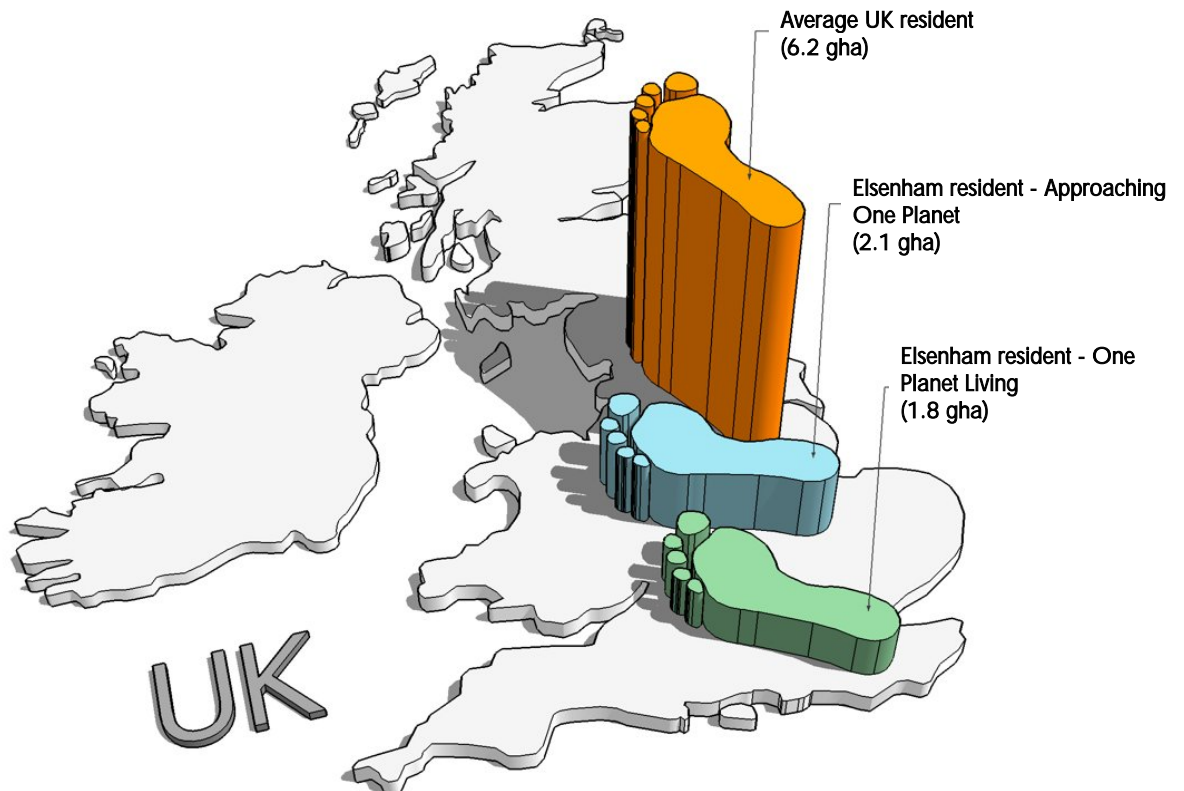 Average UK resident
(6.2 gha)
Elsenham resident - Approaching
One Planet
(2.1 gha)
Elsenham resident - One
Planet Living
(1.8 gha)
UK